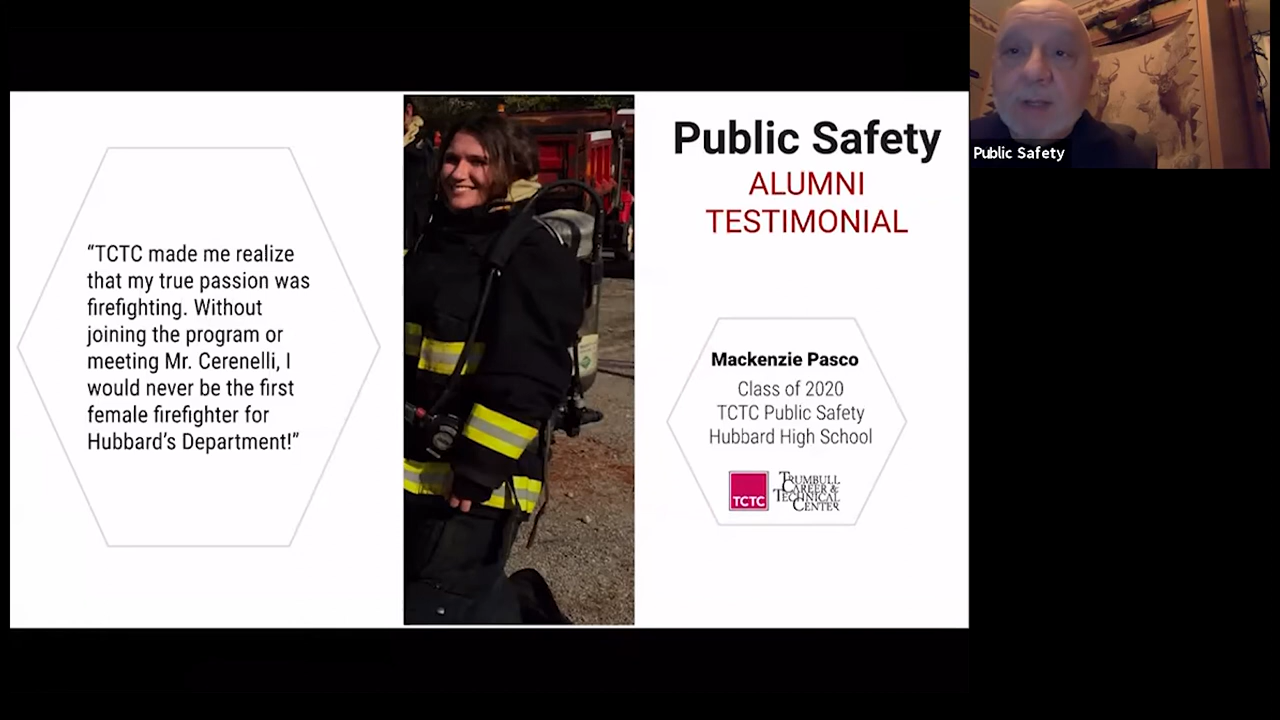 “TCTC made me realize
that my true passion was
firefighting. Without
joining the program or
meeting Mr. Cerenelli, I
would never be the first
female firefighter for
Hubbard’s Department!”
Public Safety
ALUMNI
TESTIMONIAL
Mackenzie Pasco
Class of 2020
TCTC Public Safety
Hubbard High School
TCTC
TRUMBULL
CAREER &
TECHNICAL
CENTER
Public Safety